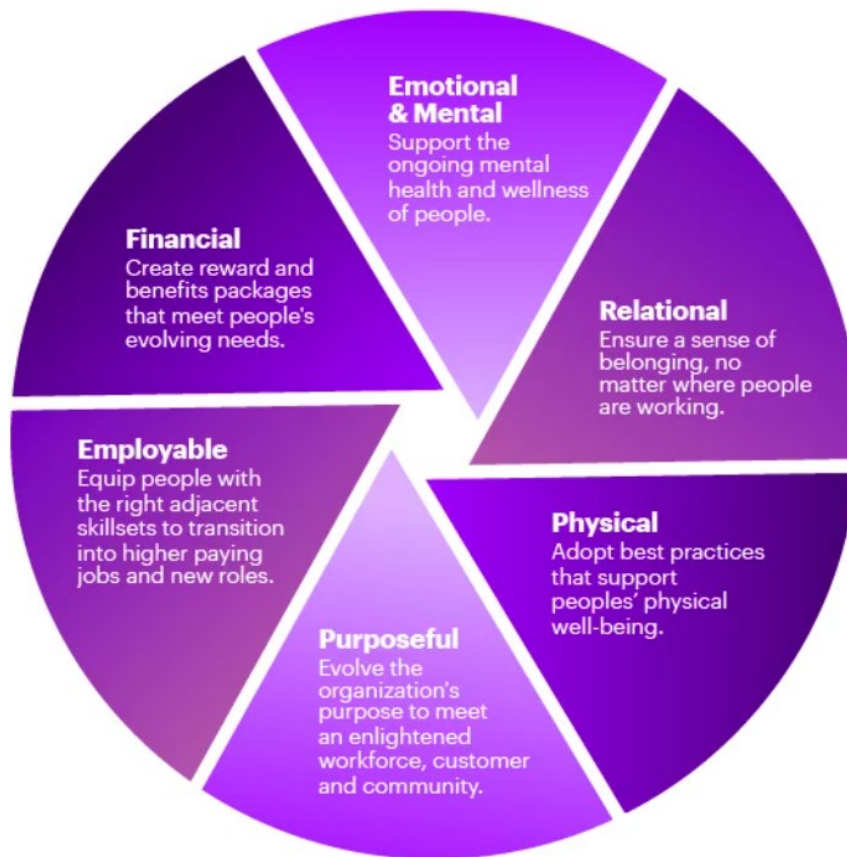 Emotional
& Mental
Support the
ongoing mental
health and wellness
of people.
Relational
Ensure a sense of
belonging, no
matter where people
are working.
Physical
Adopt best practices
that support
peoples’ physical
well-being.
Purposeful
Evolve the
organization's
purpose to meet
an enlightened
workforce, customer
and community.
Employable
Equip people with
the right adjacent
skillsets to transition
into higher paying
jobs and new roles.
Financial
Create reward and
benefits packages
that meet people's
evolving needs.